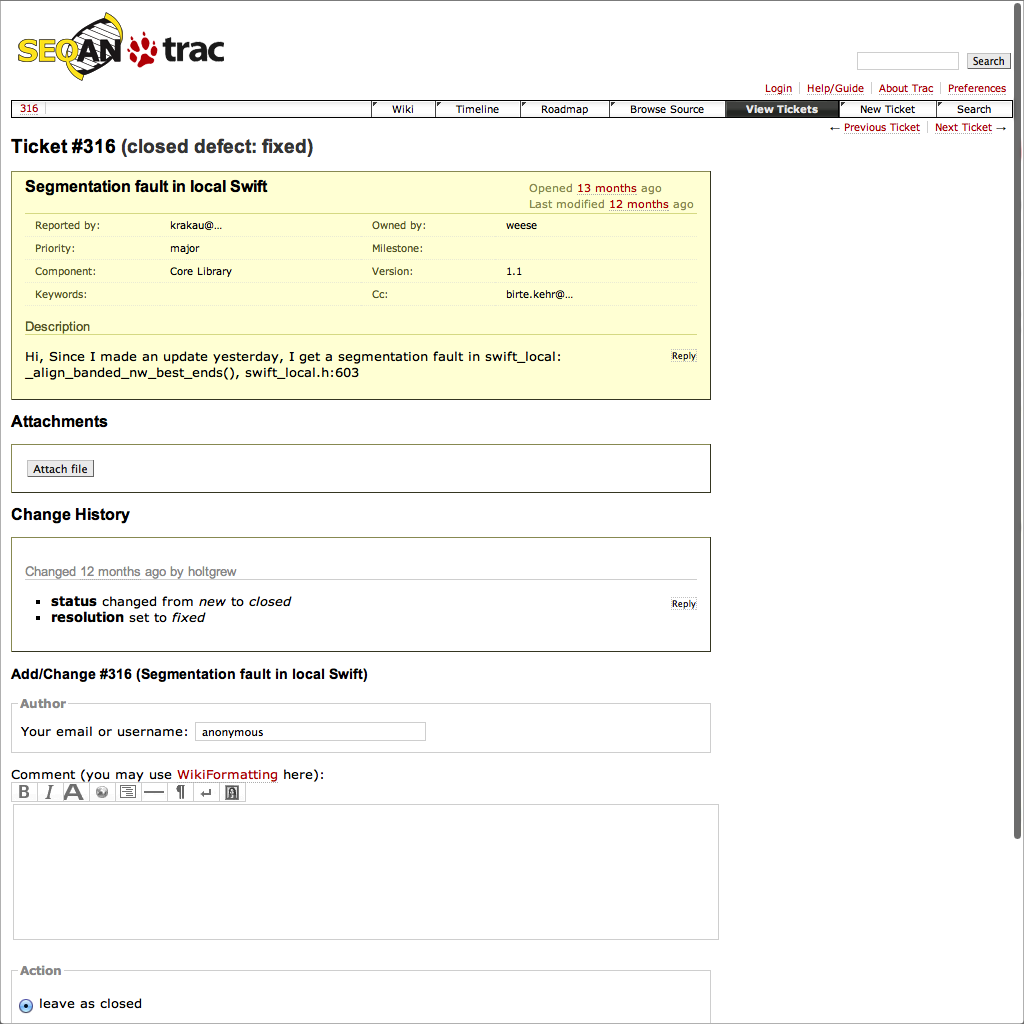 SEQAN trac
Search
Login Help/Guide About Trac Preferences
316 Wiki Timeline Roadmap Browse Source View Tickets New Ticket Search
← Previous Ticket Next Ticket →
Ticket #316 (closed defect: fixed)
Segmentation fault in local Swift
Opened 13 months ago
Last modified 12 months ago
Reported by: krakau@... Owned by: weese
Priority: major Milestone:
Component: Core Library Version: 1.1
Keywords: Cc: birte.kehr@...
Description
Hi, Since I made an update yesterday, I get a segmentation fault in swift_local: Reply
_align_banded_nw_best_ends(), swift_local.h:603
Attachments
Attach file
Change History
Changed 12 months ago by holtgrew
▪ status changed from new to closed Reply
▪ resolution set to fixed
Add/Change #316 (Segmentation fault in local Swift)
Author
Your email or username: anonymous
Comment (you may use WikiFormatting here):
B I A ¶ ↵
Action
leave as closed